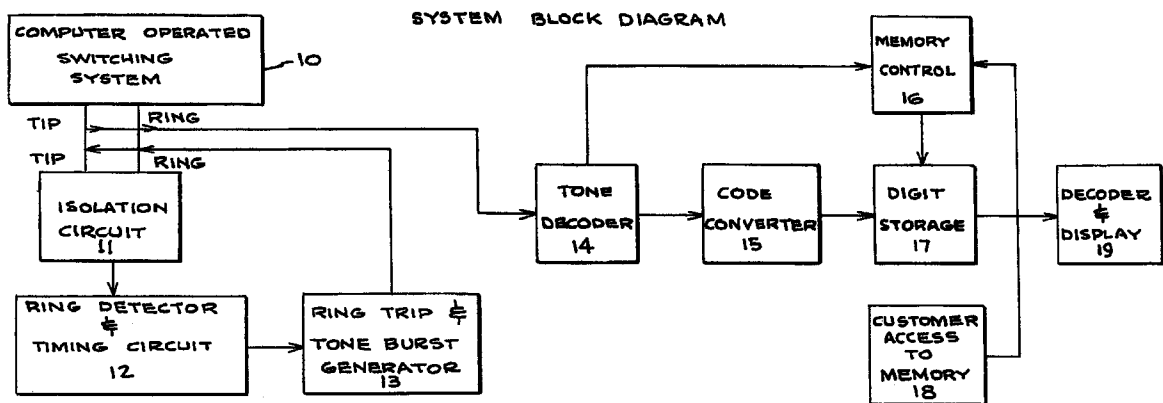 SYSTEM BLOCK DIAGRAM
COMPUTER OPERATED
SWITCHING
SYSTEM
10
TIP
RING
TIP
RING
ISOLATION
CIRCUIT
11
RING DETECTOR
&
TIMING CIRCUIT
12
RING TRIP &
TONE BURST
GENERATOR
13
TONE
DECODER
14
CODE
CONVERTER
15
MEMORY
CONTROL
16
DIGIT
STORAGE
17
CUSTOMER
ACCESS
TO
MEMORY
18
DECODER
&
DISPLAY
19